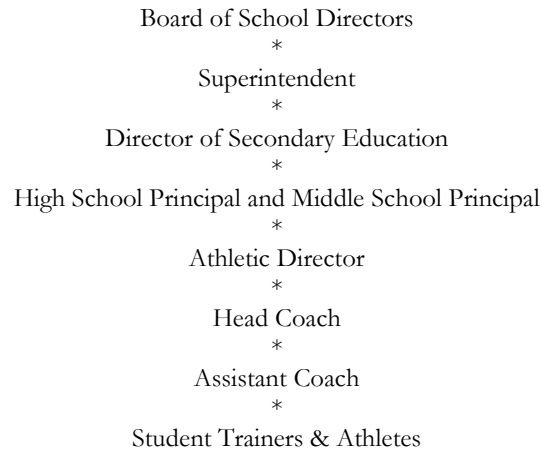 Board of School Directors
*
Superintendent
*
Director of Secondary Education
*
High School Principal and Middle School Principal
*
Athletic Director
*
Head Coach
*
Assistant Coach
*
Student Trainers & Athletes